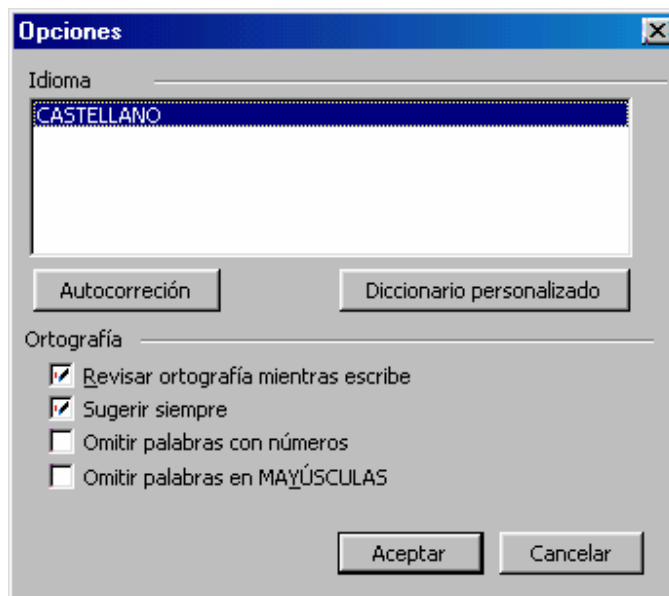 Opciones
Idioma
CASTELLANO
Autocorreción
Diccionario personalizado
Ortografía
Revisar ortografía mientras escribe
Sugerir siempre
Omitir palabras con números
Omitir palabras en MAYÚSCULAS
Aceptar
Cancelar